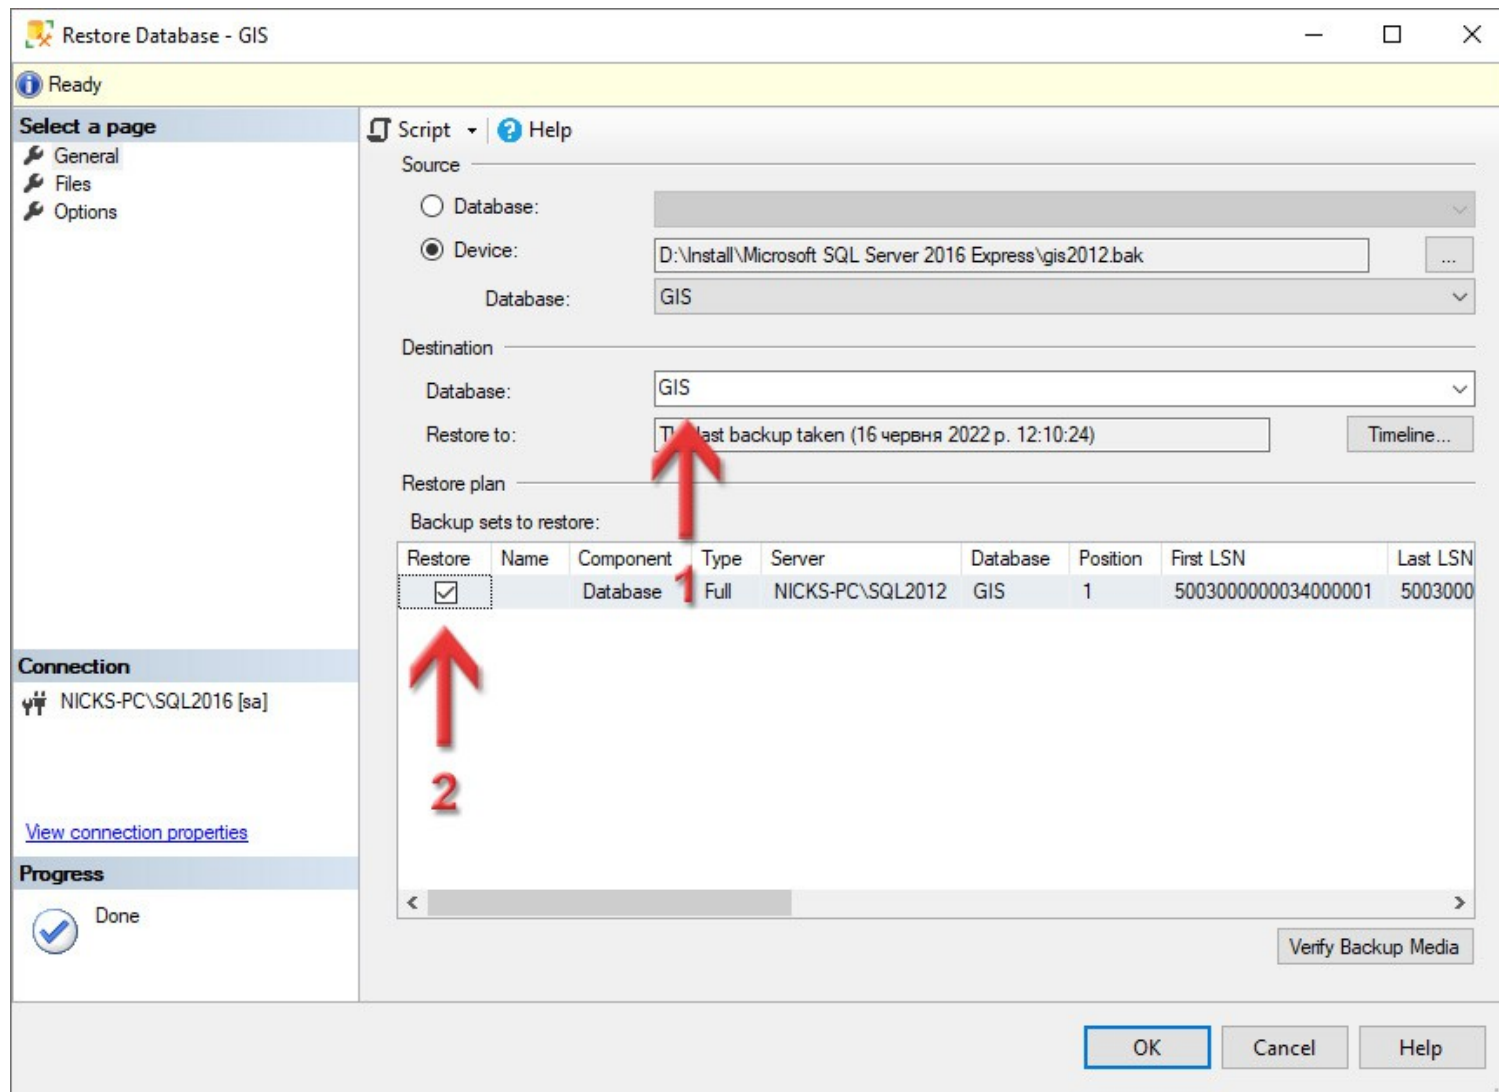 Restore Database - GIS
Ready
Select a page
General
Files
Options
Connection
NICKS-PC\SQL2016 [sa]
View connection properties
Progress
Done
Script Help
Source
Database:
Device: D:\Install\Microsoft SQL Server 2016 Express\gis2012.bak ...
Database: GIS
Destination
Database: GIS
Restore to: last backup taken (16 червня 2022 р. 12:10:24) Timeline...
Restore plan
Backup sets to restore:
Restore Name Component Type Server Database Position First LSN Last LSN
Database 1 Full NICKS-PC\SQL2012 GIS 1 5003000000034000001 5003000
2
Verify Backup Media
OK Cancel Help